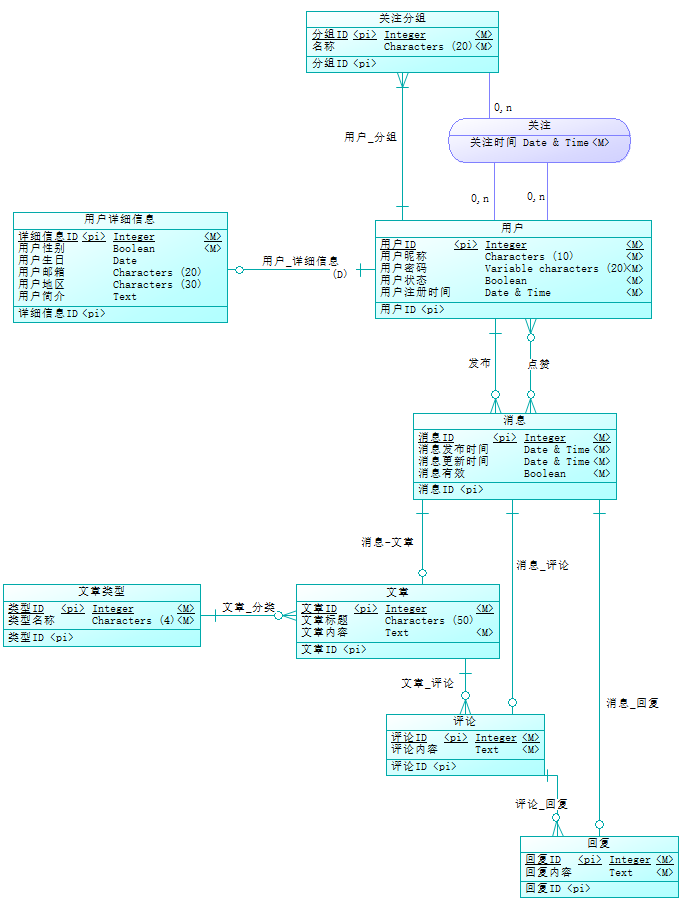 关注分组
分组ID <pi> Integer <M>
名称 Characters (20) <M>
分组ID <pi>
0,n
关注
关注时间 Date & Time <M>
用户_分组
0,n
0,n
用户详细信息
详细信息ID <pi> Integer <M>
用户性别 Boolean <M>
用户生日 Date
用户邮箱 Characters (20)
用户地区 Characters (30)
用户简介 Text
详细信息ID <pi>
用户_详细信息
(D)
用户
用户ID <pi> Integer <M>
用户昵称 Characters (10) <M>
用户密码 Variable characters (20) <M>
用户状态 Boolean <M>
用户注册时间 Date & Time <M>
用户ID <pi>
发布
点赞
消息
消息ID <pi> Integer <M>
消息发布时间 Date & Time <M>
消息更新时间 Date & Time <M>
消息有效 Boolean <M>
消息ID <pi>
消息-文章
消息_评论
文章类型
类型ID <pi> Integer <M>
类型名称 Characters (4) <M>
类型ID <pi>
文章_分类
文章
文章ID <pi> Integer <M>
文章标题 Characters (50)
文章内容 Text <M>
文章ID <pi>
文章_评论
消息_回复
评论
评论ID <pi> Integer <M>
评论内容 Text <M>
评论ID <pi>
评论_回复
回复
回复ID <pi> Integer <M>
回复内容 Text <M>
回复ID <pi>